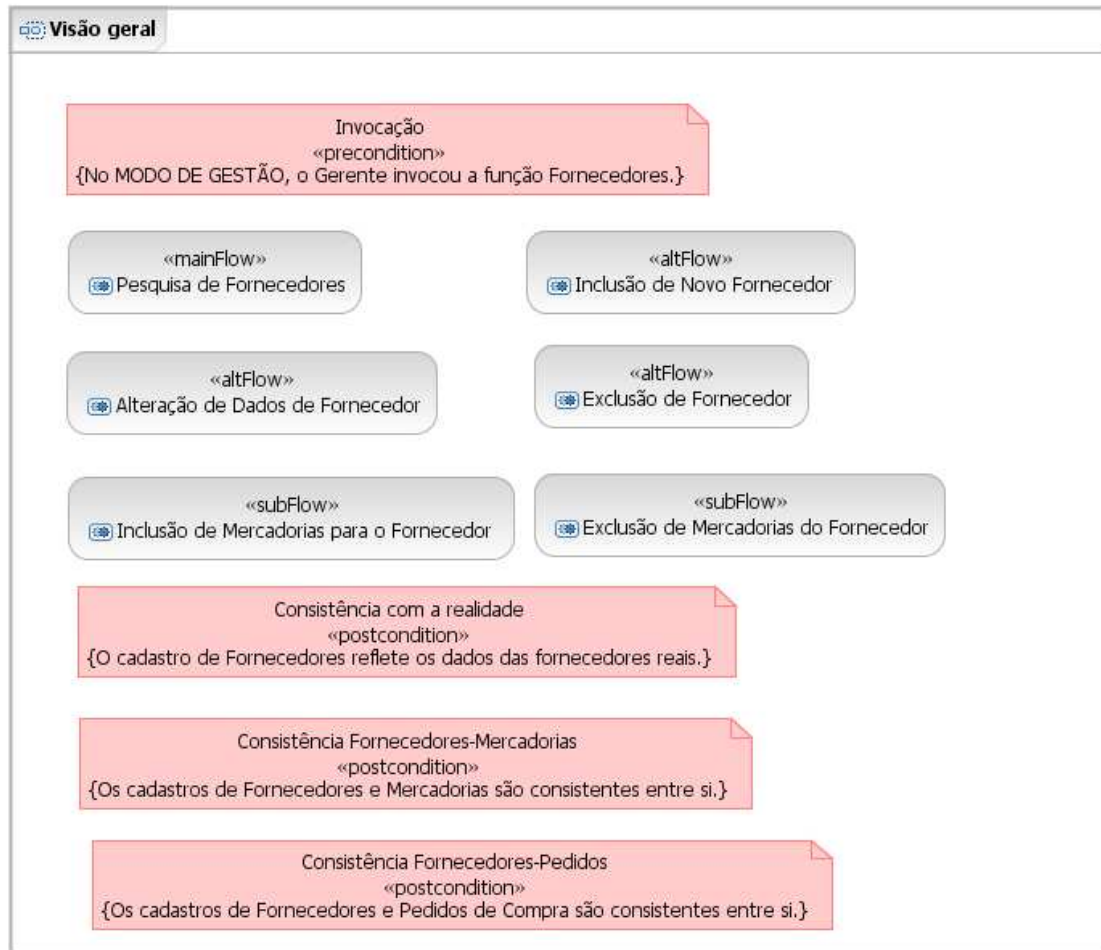 Visão geral
Invocação
«precondition»
{No MODO DE GESTÃO, o Gerente invocou a função Fornecedores.}
«mainFlow»
Pesquisa de Fornecedores
«altFlow»
Inclusão de Novo Fornecedor
«altFlow»
Alteração de Dados de Fornecedor
«altFlow»
Exclusão de Fornecedor
«subFlow»
Inclusão de Mercadorias para o Fornecedor
«subFlow»
Exclusão de Mercadorias do Fornecedor
Consistência com a realidade
«postcondition»
{O cadastro de Fornecedores reflete os dados das fornecedores reais.}
Consistência Fornecedores-Mercadorias
«postcondition»
{Os cadastros de Fornecedores e Mercadorias são consistentes entre si.}
Consistência Fornecedores-Pedidos
«postcondition»
{Os cadastros de Fornecedores e Pedidos de Compra são consistentes entre si.}